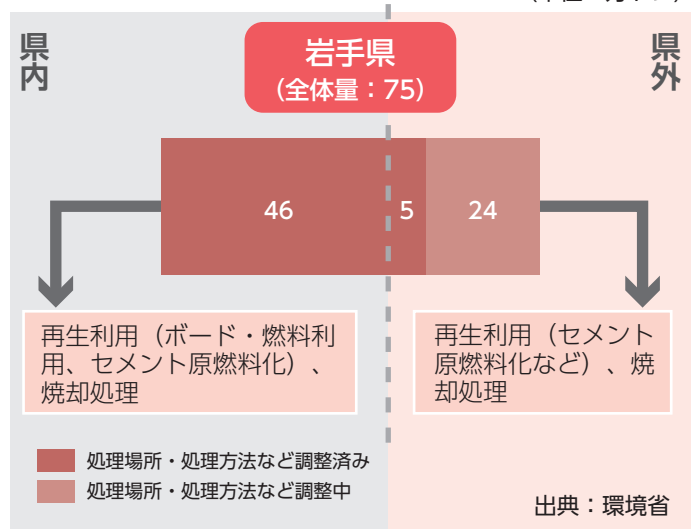 県内
岩手県
(全体量：75)
県外
46
5
24
再生利用（ボード・燃料利
用、セメント原燃料化）、
焼却処理
再生利用（セメント
原燃料化など）、焼
却処理
処理場所・処理方法など調整済み
処理場所・処理方法など調整中
出典：環境省